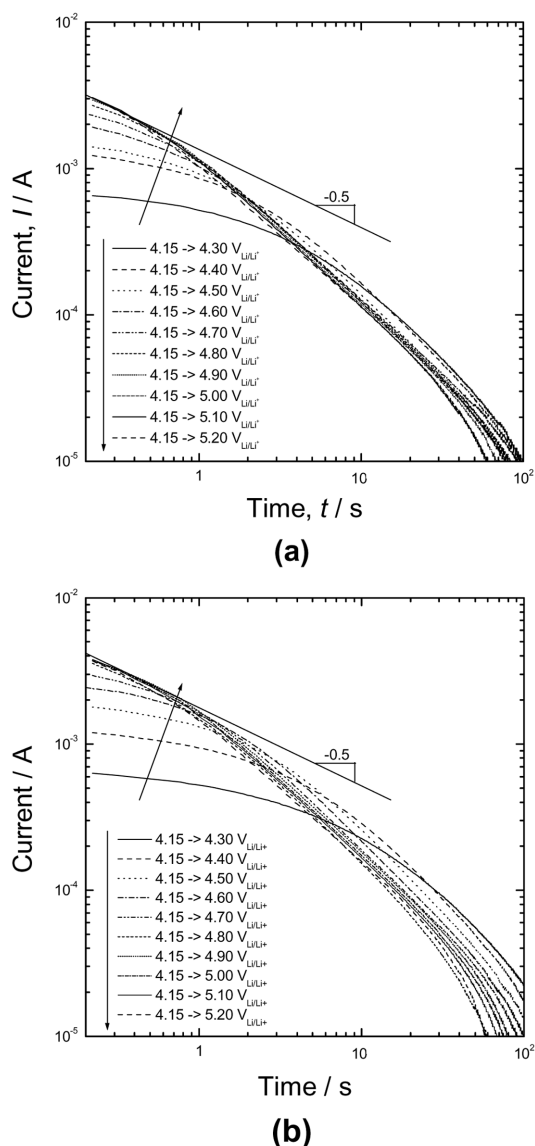 10⁻²
10⁻³
10⁻⁴
10⁻⁵
Current, I / A
-0.5
4.15 -> 4.30 V_Li/Li⁺
4.15 -> 4.40 V_Li/Li⁺
4.15 -> 4.50 V_Li/Li⁺
4.15 -> 4.60 V_Li/Li⁺
4.15 -> 4.70 V_Li/Li⁺
4.15 -> 4.80 V_Li/Li⁺
4.15 -> 4.90 V_Li/Li⁺
4.15 -> 5.00 V_Li/Li⁺
4.15 -> 5.10 V_Li/Li⁺
4.15 -> 5.20 V_Li/Li⁺
1 10 10²
Time, t / s
(a)
10⁻²
10⁻³
10⁻⁴
10⁻⁵
Current / A
-0.5
4.15 -> 4.30 V_Li/Li+
4.15 -> 4.40 V_Li/Li+
4.15 -> 4.50 V_Li/Li+
4.15 -> 4.60 V_Li/Li+
4.15 -> 4.70 V_Li/Li+
4.15 -> 4.80 V_Li/Li+
4.15 -> 4.90 V_Li/Li+
4.15 -> 5.00 V_Li/Li+
4.15 -> 5.10 V_Li/Li+
4.15 -> 5.20 V_Li/Li+
1 10 10²
Time / s
(b)